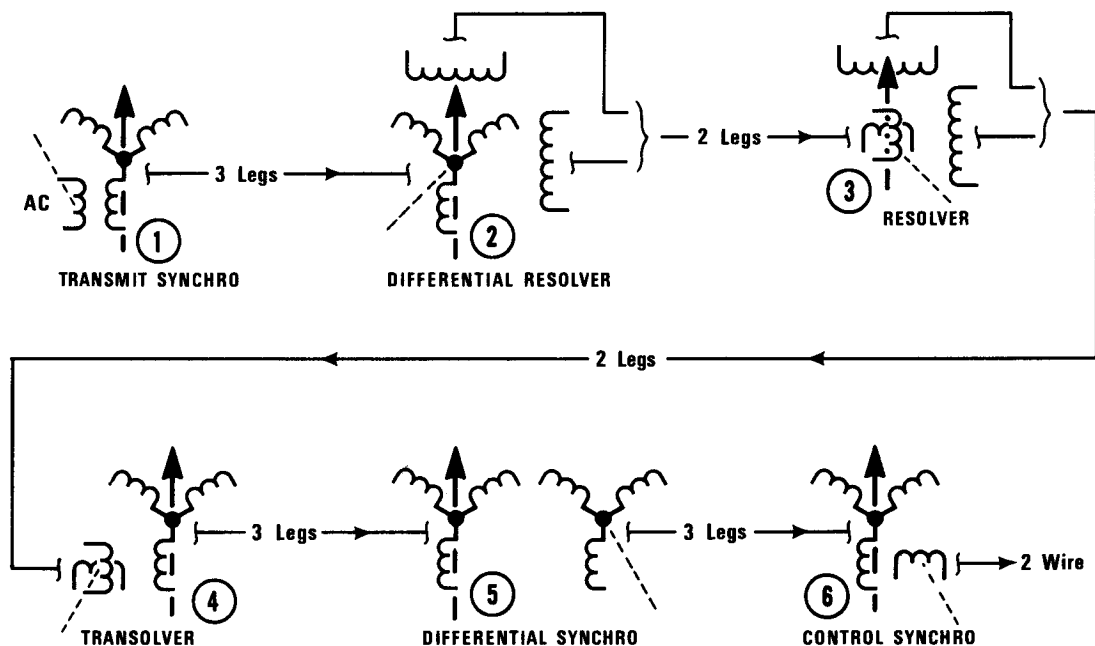 2 Legs
3
3 Legs
AC
RESOLVER
1
2
TRANSMIT SYNCHRO
DIFFERENTIAL RESOLVER
2 Legs
3 Legs
3 Legs
2 Wire
4
5
6
TRANSOLVER
DIFFERENTIAL SYNCHRO
CONTROL SYNCHRO